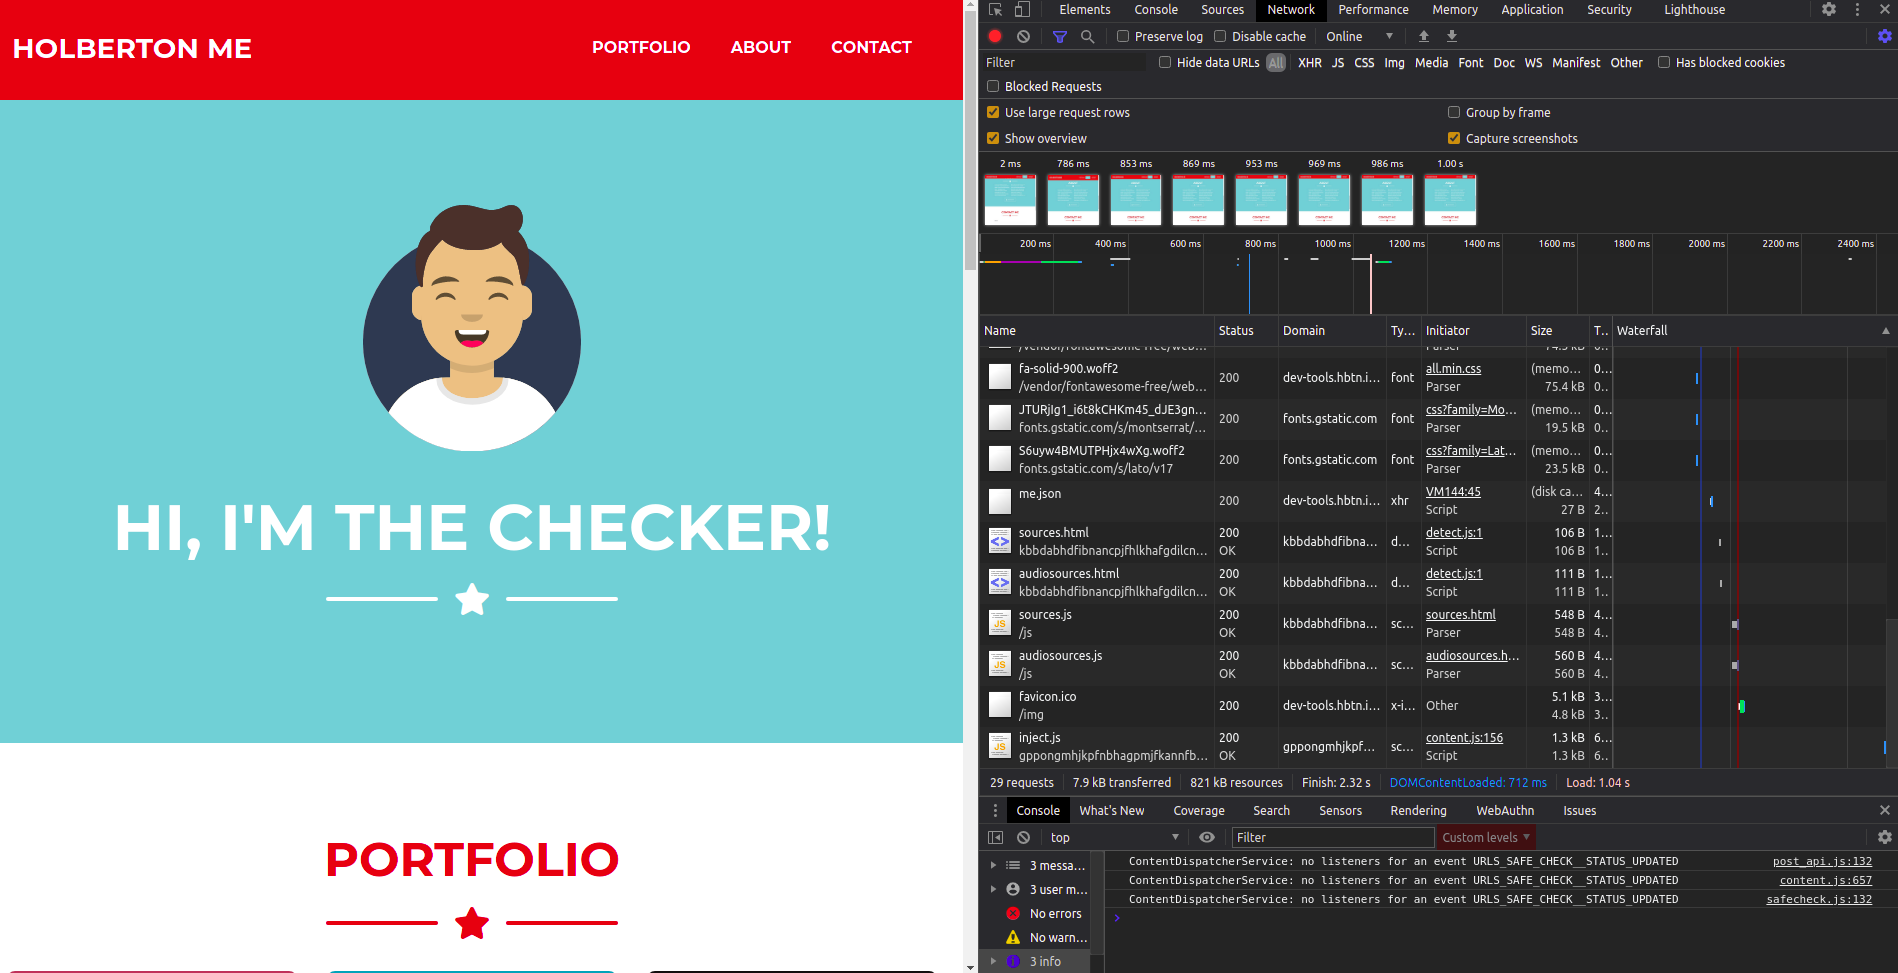 HOLBERTON ME
PORTFOLIO ABOUT CONTACT
HI, I'M THE CHECKER!
PORTFOLIO
Elements Console Sources Network Performance Memory Application Security Lighthouse
Preserve log Disable cache Online
Filter Hide data URLs All XHR JS CSS Img Media Font Doc WS Manifest Other Has blocked cookies
Blocked Requests
Use large request rows Group by frame
Show overview Capture screenshots
2 ms 786 ms 853 ms 869 ms 953 ms 969 ms 986 ms 1.00 s
200 ms 400 ms 600 ms 800 ms 1000 ms 1200 ms 1400 ms 1600 ms 1800 ms 2000 ms 2200 ms 2400 ms
Name Status Domain Ty... Initiator Size T.. Waterfall
fa-solid-900.woff2 200 dev-tools.hbtn.i... font all.min.css (memo... 0...
/vendor/fontawesome-free/web... Parser 75.4 kB 0..
JTURjIg1_i6t8kCHKm45_dJE3gn... 200 fonts.gstatic.com font css?family=Mo... (memo... 0...
fonts.gstatic.com/s/montserrat/... Parser 19.5 kB 0..
S6uyw4BMUTPHjx4wXg.woff2 200 fonts.gstatic.com font css?family=Lat... (memo... 0...
fonts.gstatic.com/s/lato/v17 Parser 23.5 kB 0..
me.json 200 dev-tools.hbtn.i... xhr VM144:45 (disk ca... 4...
Script 27 B 2..
sources.html 200 kbbdabhdfibna... d... detect.js:1 106 B 1...
kbbdabhdfibnancpjfhlkhafgdilcn... OK Script 106 B 1..
audiosources.html 200 kbbdabhdfibna... d... detect.js:1 111 B 1...
kbbdabhdfibnancpjfhlkhafgdilcn... OK Script 111 B 1..
sources.js 200 kbbdabhdfibna... sc... sources.html 548 B 4...
/js OK Parser 548 B 4..
audiosources.js 200 kbbdabhdfibna... sc... audiosources.h... 560 B 4...
/js OK Parser 560 B 4..
favicon.ico 200 dev-tools.hbtn.i... x-i... Other 5.1 kB 3...
/img 4.8 kB 3..
inject.js 200 gppongmhjkpf... sc... content.js:156 1.3 kB 6...
gppongmhjkpfnbhagpmjfkannfb... OK Script 1.3 kB 6..
29 requests 7.9 kB transferred 821 kB resources Finish: 2.32 s DOMContentLoaded: 712 ms Load: 1.04 s
Console What's New Coverage Search Sensors Rendering WebAuthn Issues
top Filter Custom levels
3 messa...
3 user m...
No errors
No warn...
3 info
ContentDispatcherService: no listeners for an event URLS_SAFE_CHECK__STATUS_UPDATED post_api.js:132
ContentDispatcherService: no listeners for an event URLS_SAFE_CHECK__STATUS_UPDATED content.js:657
ContentDispatcherService: no listeners for an event URLS_SAFE_CHECK__STATUS_UPDATED safecheck.js:132